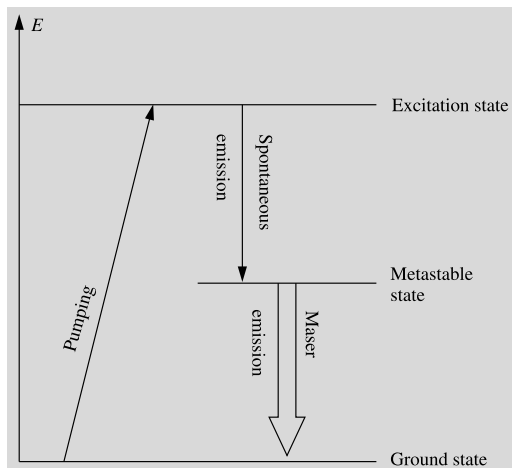 E
Excitation state
Spontaneous
emission
Metastable
state
Pumping
Maser
emission
Ground state